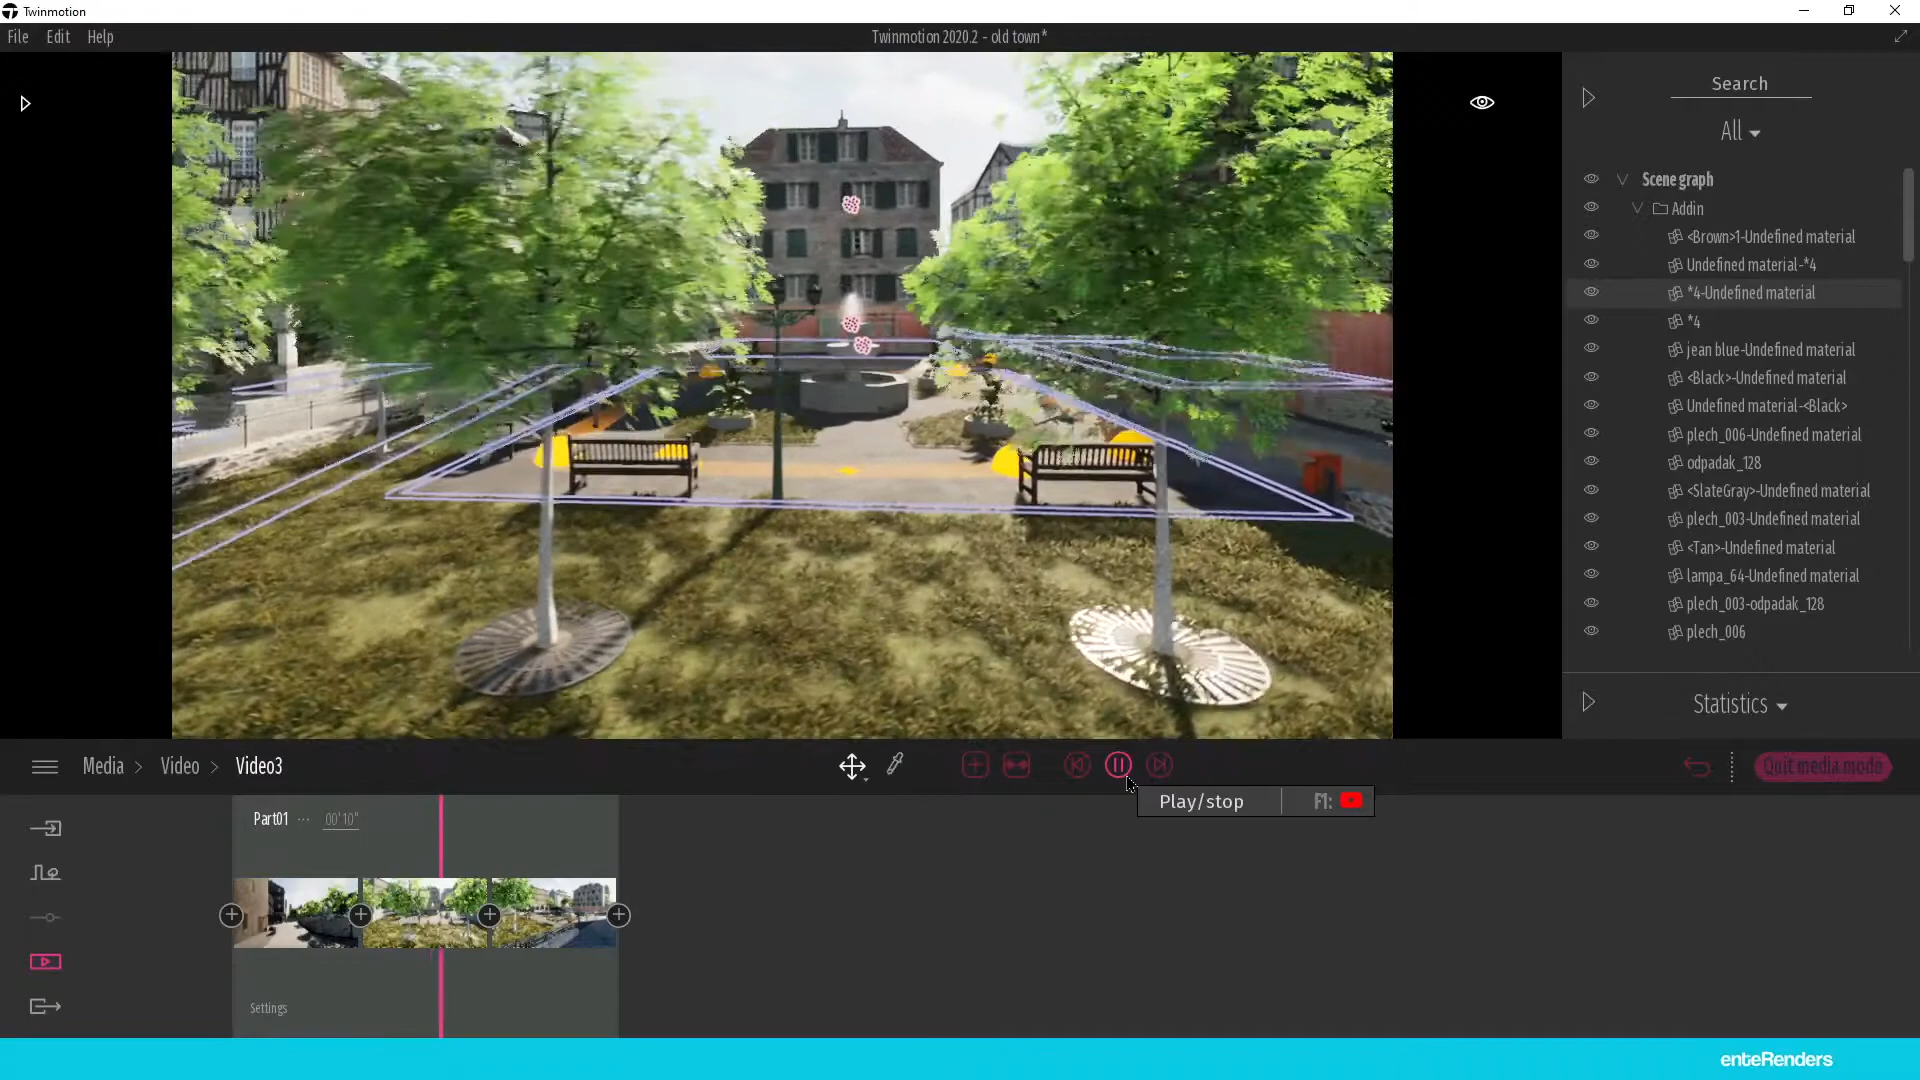 Twinmotion
File Edit Help
Twinmotion 2020.2 - old town*
Search
All
Scene graph
Addin
<Brown>1-Undefined material
Undefined material-*4
*4-Undefined material
*4
jean blue-Undefined material
<Black>-Undefined material
Undefined material-<Black>
plech_006-Undefined material
odpadak_128
<SlateGray>-Undefined material
plech_003-Undefined material
<Tan>-Undefined material
lampa_64-Undefined material
plech_003-odpadak_128
plech_006
Statistics
Media > Video > Video3
Quit media mode
Play/stop F1:
Part01 ... 00'10"
Settings
enteRenders